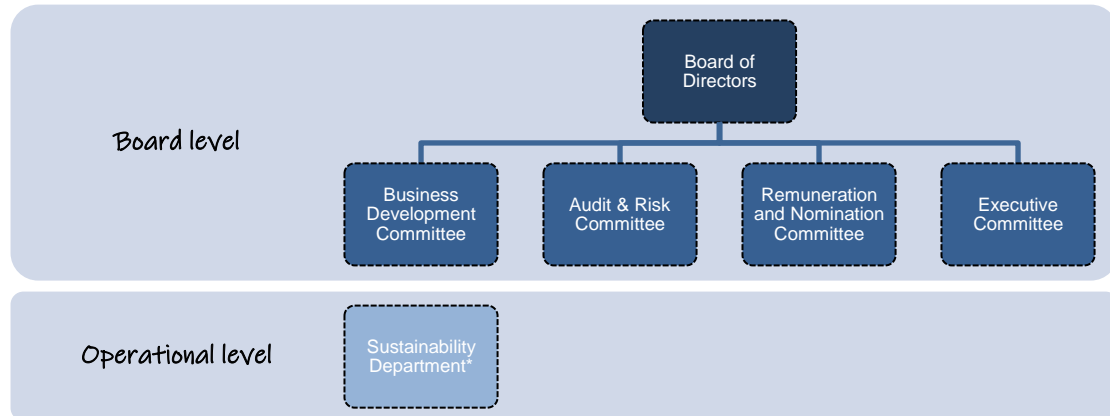 Board of
Directors
Board level
Business
Development
Committee
Audit & Risk
Committee
Remuneration
and Nomination
Committee
Executive
Committee
Operational level
Sustainability
Department*